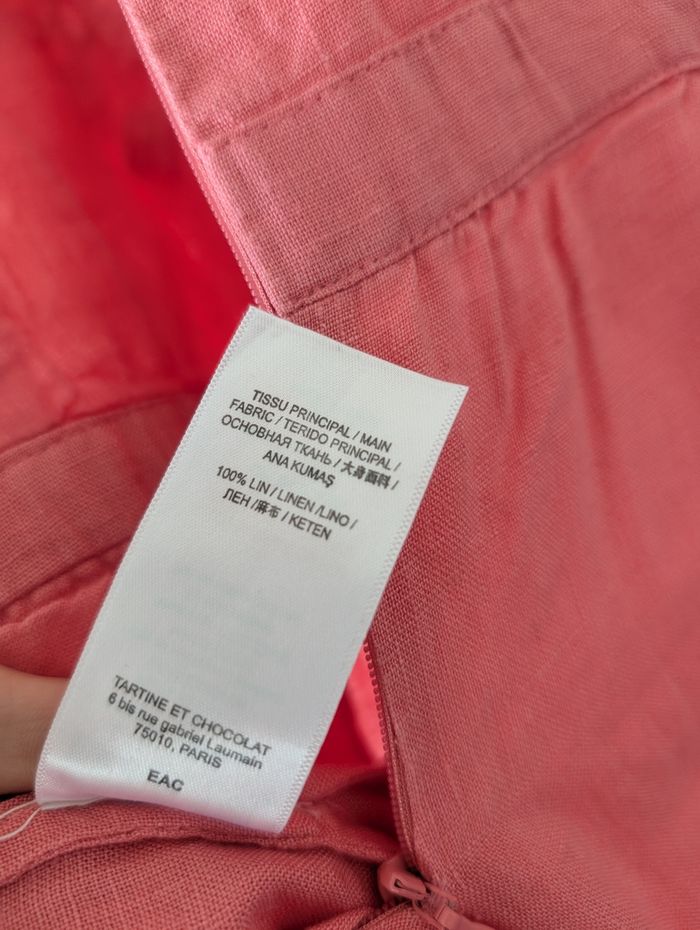 TISSU PRINCIPAL / MAIN
FABRIC / TERIDO PRINCIPAL /
ОСНОВНАЯ ТКАНЬ / 大身面料 /
ANA KUMAŞ
100% LIN / LINEN /LINO /
ЛЕН /麻布 / KETEN
TARTINE ET CHOCOLAT
6 bis rue gabriel Laumain
75010, PARIS
EAC